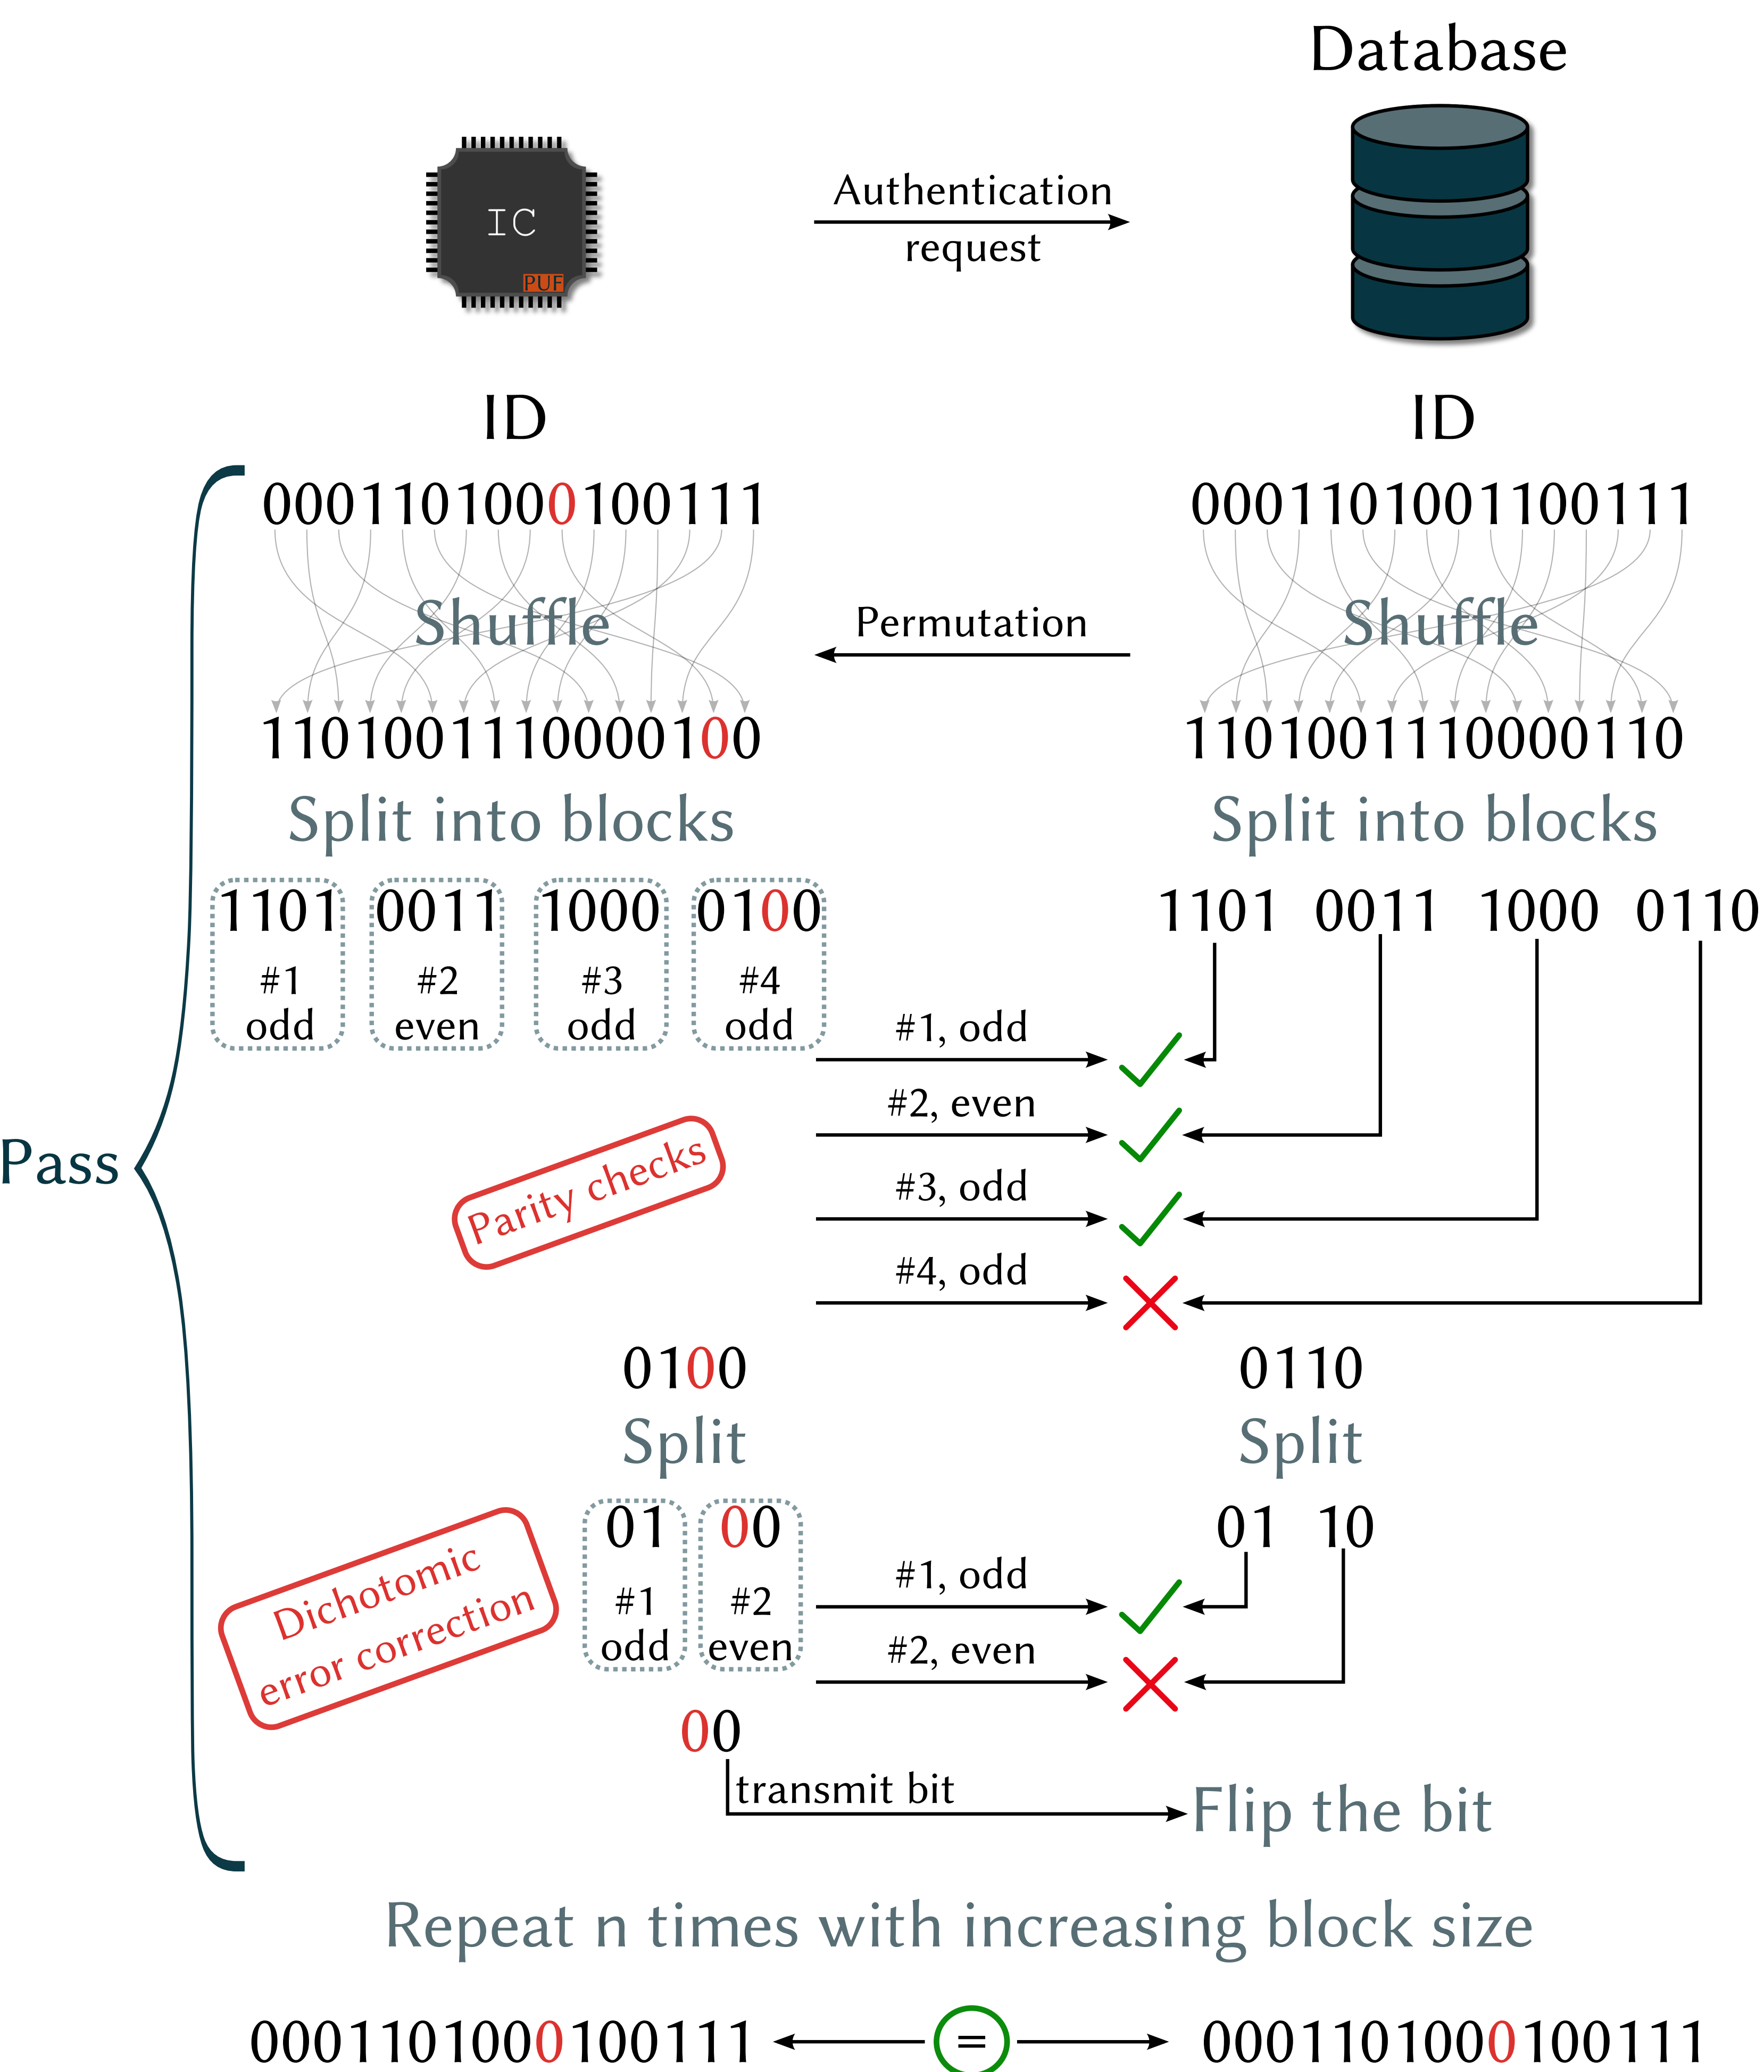 Database
IC
PUF
Authentication
request
ID
ID
0001101000100111
0001101001100111
Shuffle
Permutation
Shuffle
1101001110000100
1101001110000110
Split into blocks
Split into blocks
1101 0011 1000 0100
1101 0011 1000 0110
#1 #2 #3 #4
odd even odd odd
#1, odd
#2, even
Pass
Parity checks
#3, odd
#4, odd
0100
0110
Split
Split
01 00
01 10
#1 #2
odd even
#1, odd
#2, even
Dichotomic
error correction
00
transmit bit
Flip the bit
Repeat n times with increasing block size
0001101000100111 = 0001101000100111